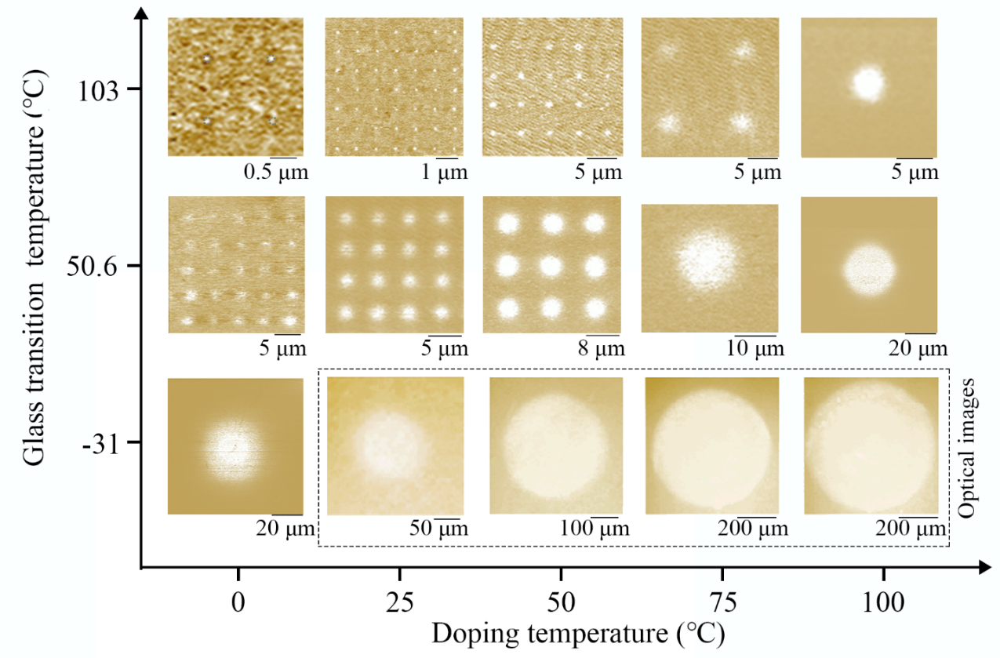 Glass transition temperature (℃)
103
0.5 μm
1 μm
5 μm
5 μm
5 μm
50.6
5 μm
5 μm
8 μm
10 μm
20 μm
-31
20 μm
50 μm
100 μm
200 μm
200 μm
Optical images
0
25
50
75
100
Doping temperature (℃)